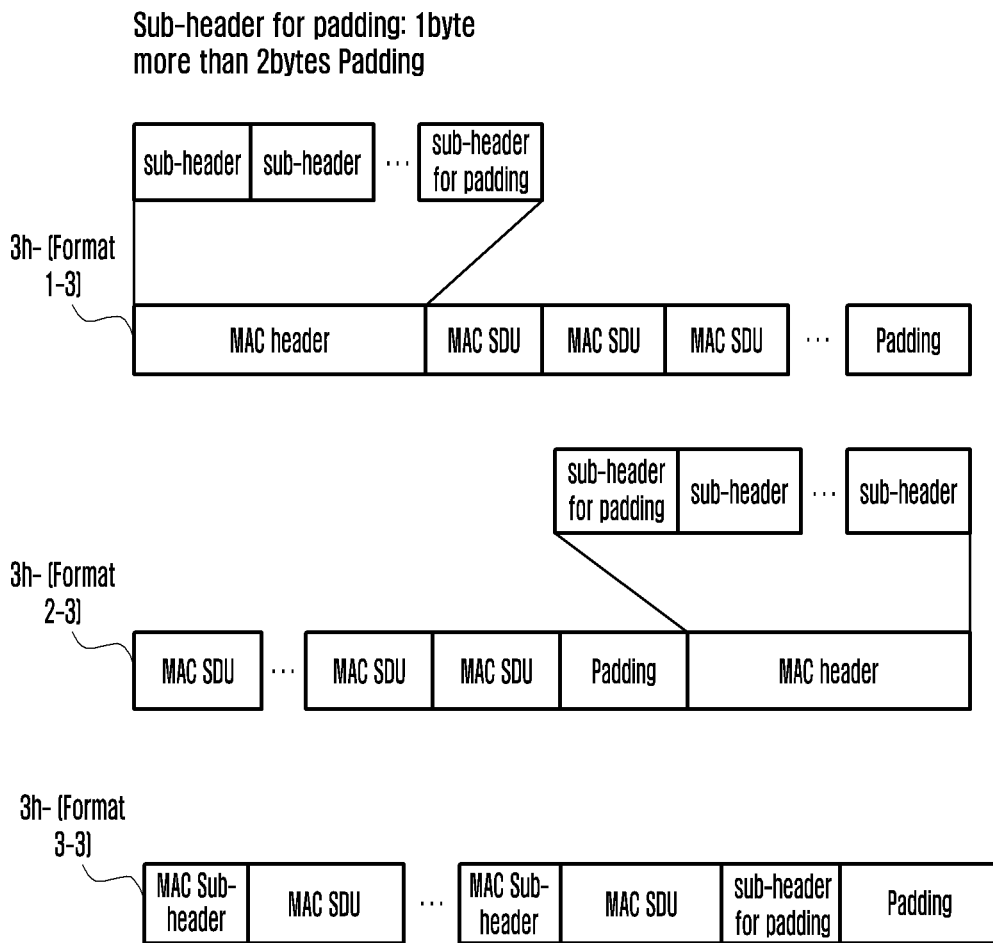 Sub-header for padding: 1byte
more than 2bytes Padding
sub-header
sub-header
...
sub-header
for padding
3h- (Format
1-3)
MAC header
MAC SDU
MAC SDU
MAC SDU
...
Padding
sub-header
for padding
sub-header
...
sub-header
3h- (Format
2-3)
MAC SDU
...
MAC SDU
MAC SDU
Padding
MAC header
3h- (Format
3-3)
MAC Sub-
header
MAC SDU
...
MAC Sub-
header
MAC SDU
sub-header
for padding
Padding